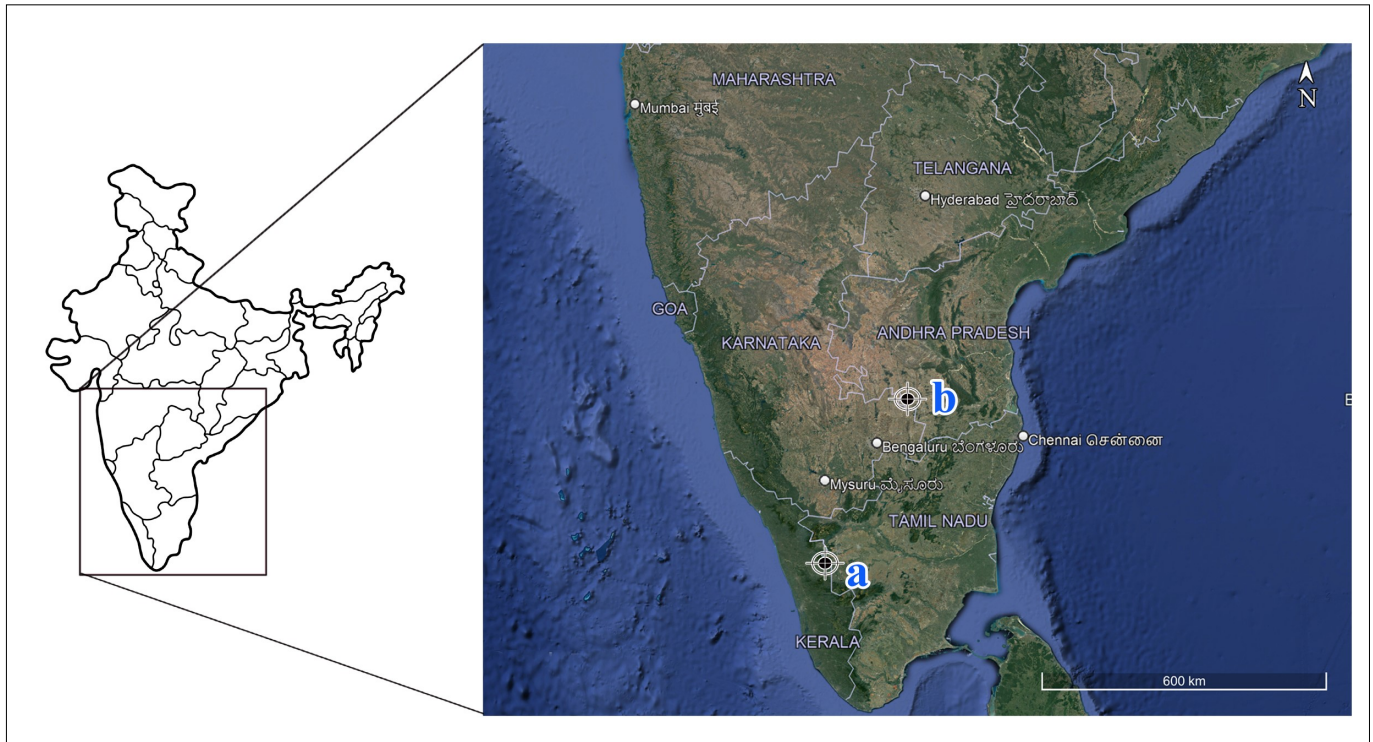 MAHARASHTRA
N
Mumbai मुंबई
TELANGANA
Hyderabad హైదరాబాద్
GOA
ANDHRA PRADESH
KARNATAKA
b
Bengaluru ಬೆಂಗಳೂರು
Chennai சென்னை
Mysuru ಮೈಸೂರು
TAMIL NADU
a
KERALA
600 km